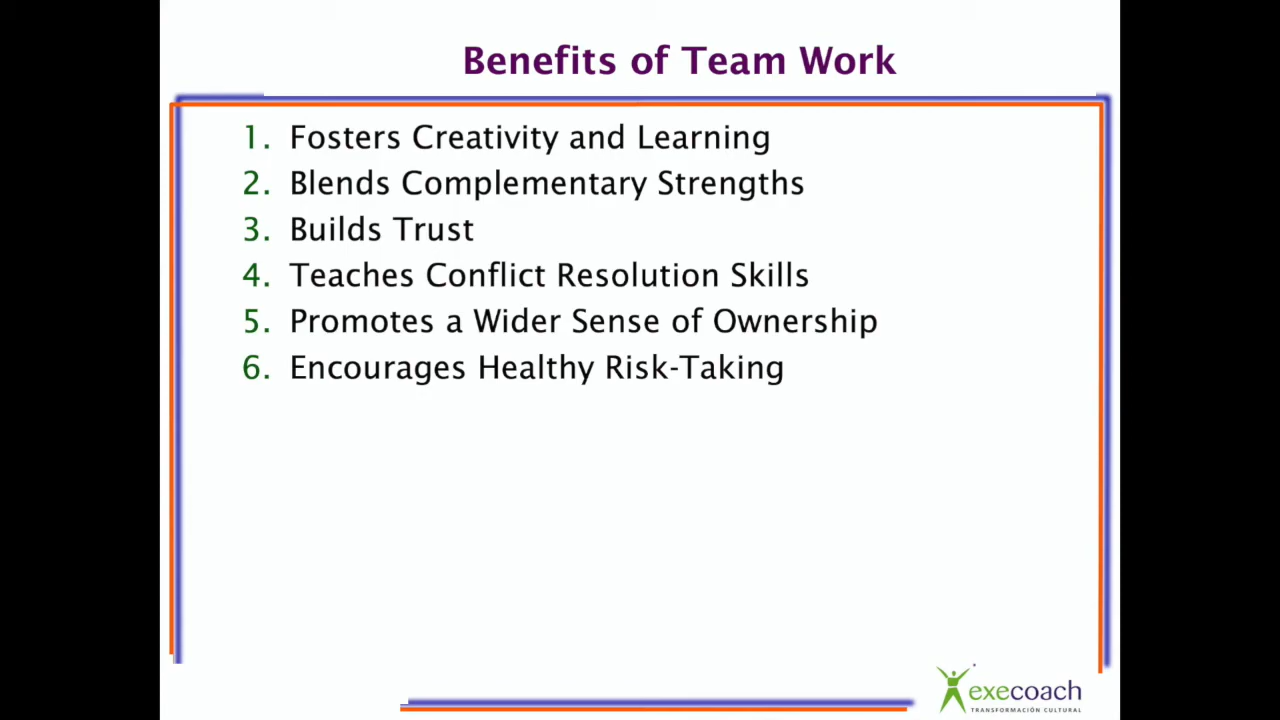 Benefits of Team Work
1. Fosters Creativity and Learning
2. Blends Complementary Strengths
3. Builds Trust
4. Teaches Conflict Resolution Skills
5. Promotes a Wider Sense of Ownership
6. Encourages Healthy Risk-Taking
execoach
TRANSFORMACIÓN CULTURAL